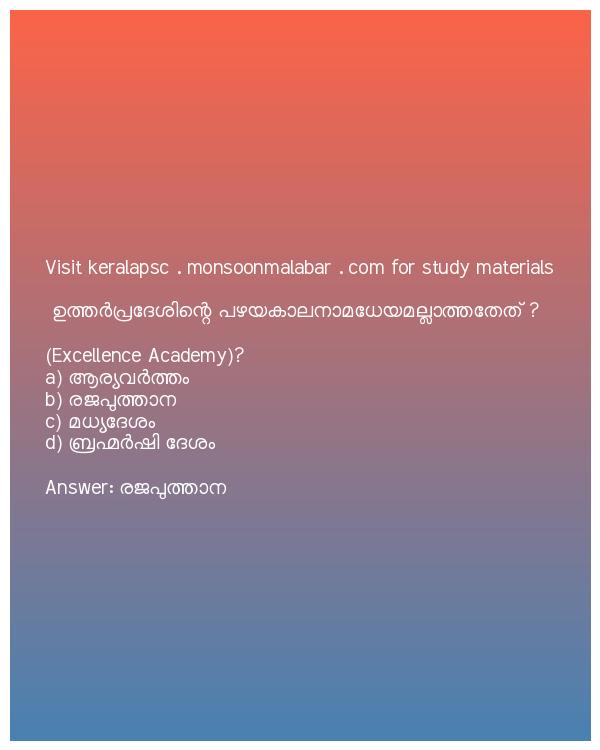 Visit keralapsc . monsoonmalabar . com for study materials
ഉത്തർപ്രദേശിന്റെ പഴയകാലനാമധേയമല്ലാത്തതേത് ?
(Excellence Academy)?
a) ആര്യവർത്തം
b) രജപുത്താന
c) മധ്യദേശം
d) ബ്രഹ്മർഷി ദേശം
Answer: രജപുത്താന